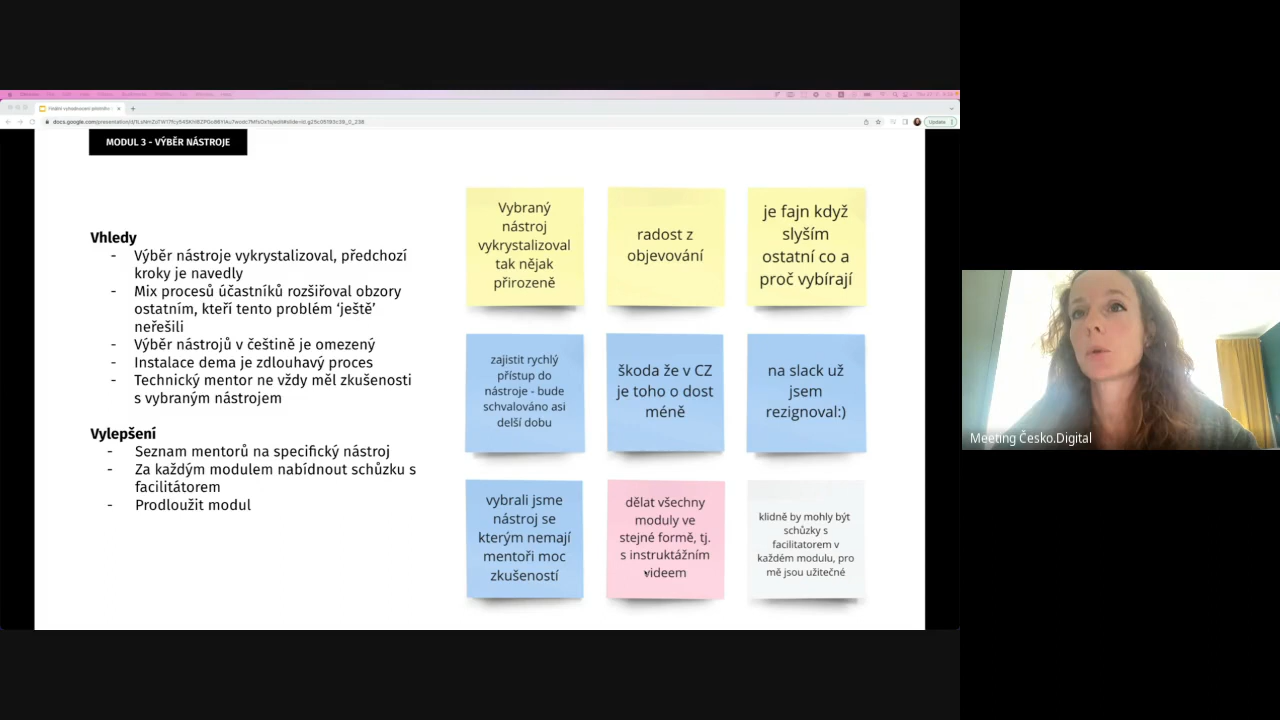 docs.google.com/presentation/d/
Update
MODUL 3 - VÝBĚR NÁSTROJE
Vhledy
- Výběr nástroje vykrystalizoval, předchozí
kroky je navedly
- Mix procesů účastníků rozšiřoval obzory
ostatním, kteří tento problém ‘ještě’
neřešili
- Výběr nástrojů v češtině je omezený
- Instalace dema je zdlouhavý proces
- Technický mentor ne vždy měl zkušenosti
s vybraným nástrojem
Vylepšení
- Seznam mentorů na specifický nástroj
- Za každým modulem nabídnout schůzku s
facilitátorem
- Prodloužit modul
Vybraný
nástroj
vykrystalizoval
tak nějak
přirozeně
radost z
objevování
je fajn když
slyším
ostatní co a
proč vybírají
zajistit rychlý
přístup do
nástroje - bude
schvalováno asi
delší dobu
škoda že v CZ
je toho o dost
méně
na slack už
jsem
rezignoval:)
vybrali jsme
nástroj se
kterým nemají
mentoři moc
zkušeností
dělat všechny
moduly ve
stejné formě, tj.
s instruktážním
videem
klidně by mohly být
schůzky s
facilitatorem v
každém modulu, pro
mě jsou užitečné
Meeting Česko.Digital